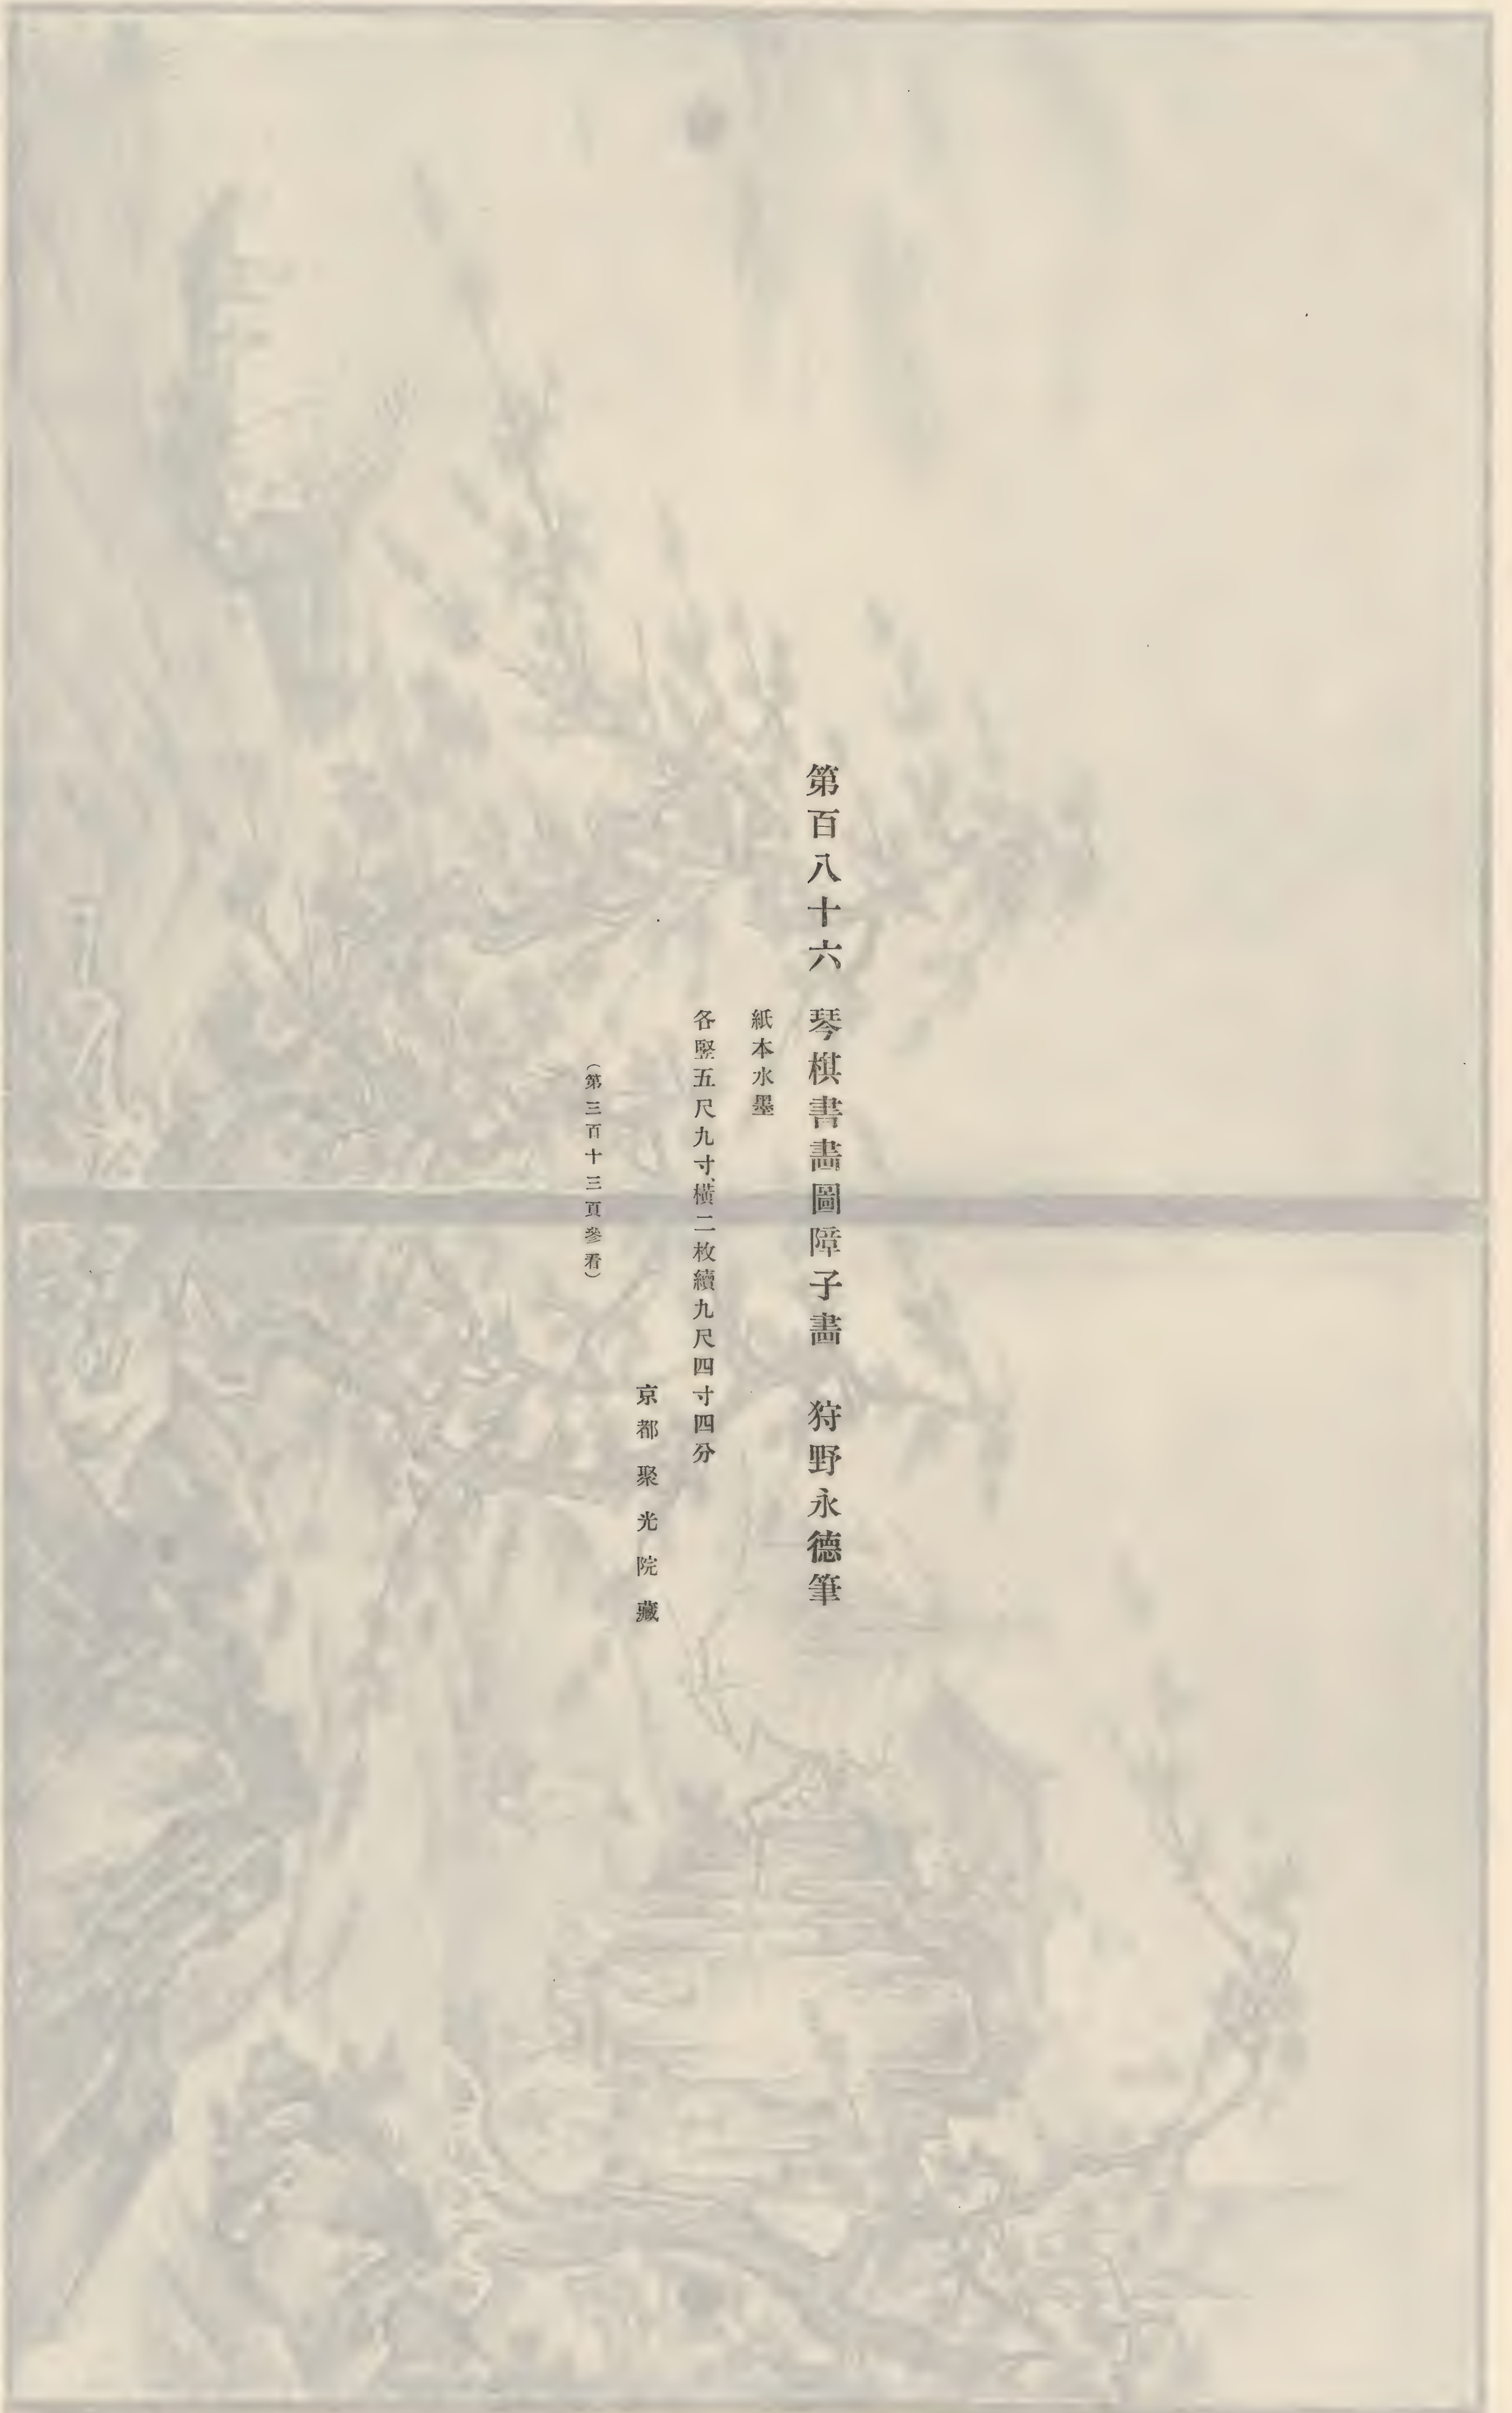 第百八十六 琴棋書畵圖障子畵 狩野永德筆
紙本水墨
各竪五尺九寸、橫二枚續九尺四寸四分
京都聚光院藏
（第三百十三頁參看）